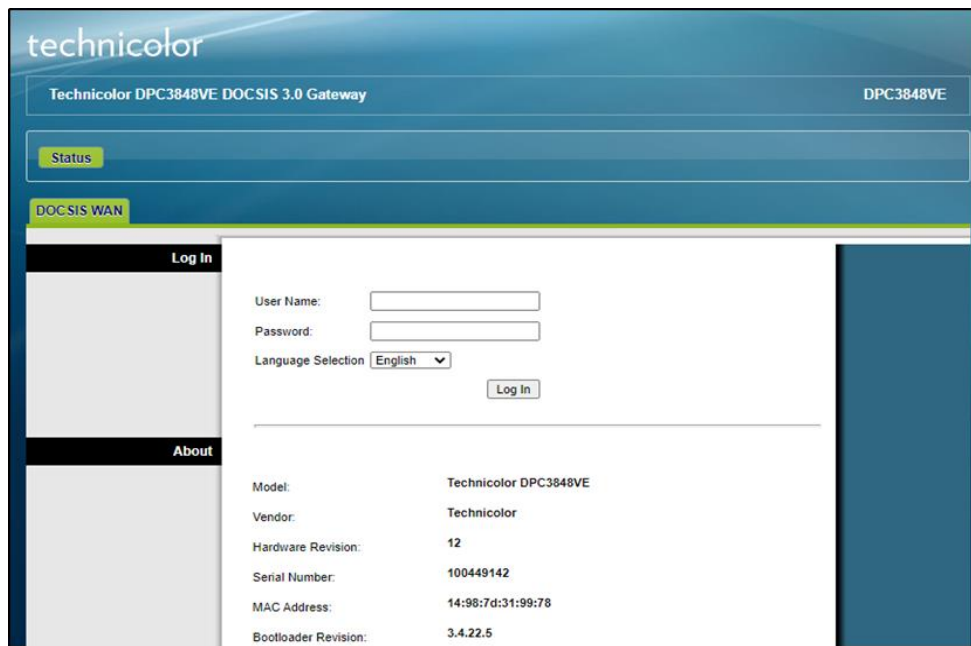 technicolor
Technicolor DPC3848VE DOCSIS 3.0 Gateway DPC3848VE
Status
DOCSIS WAN
Log In
User Name:
Password:
Language Selection English
Log In
About
Model: Technicolor DPC3848VE
Vendor: Technicolor
Hardware Revision: 12
Serial Number: 100449142
MAC Address: 14:98:7d:31:99:78
Bootloader Revision: 3.4.22.5